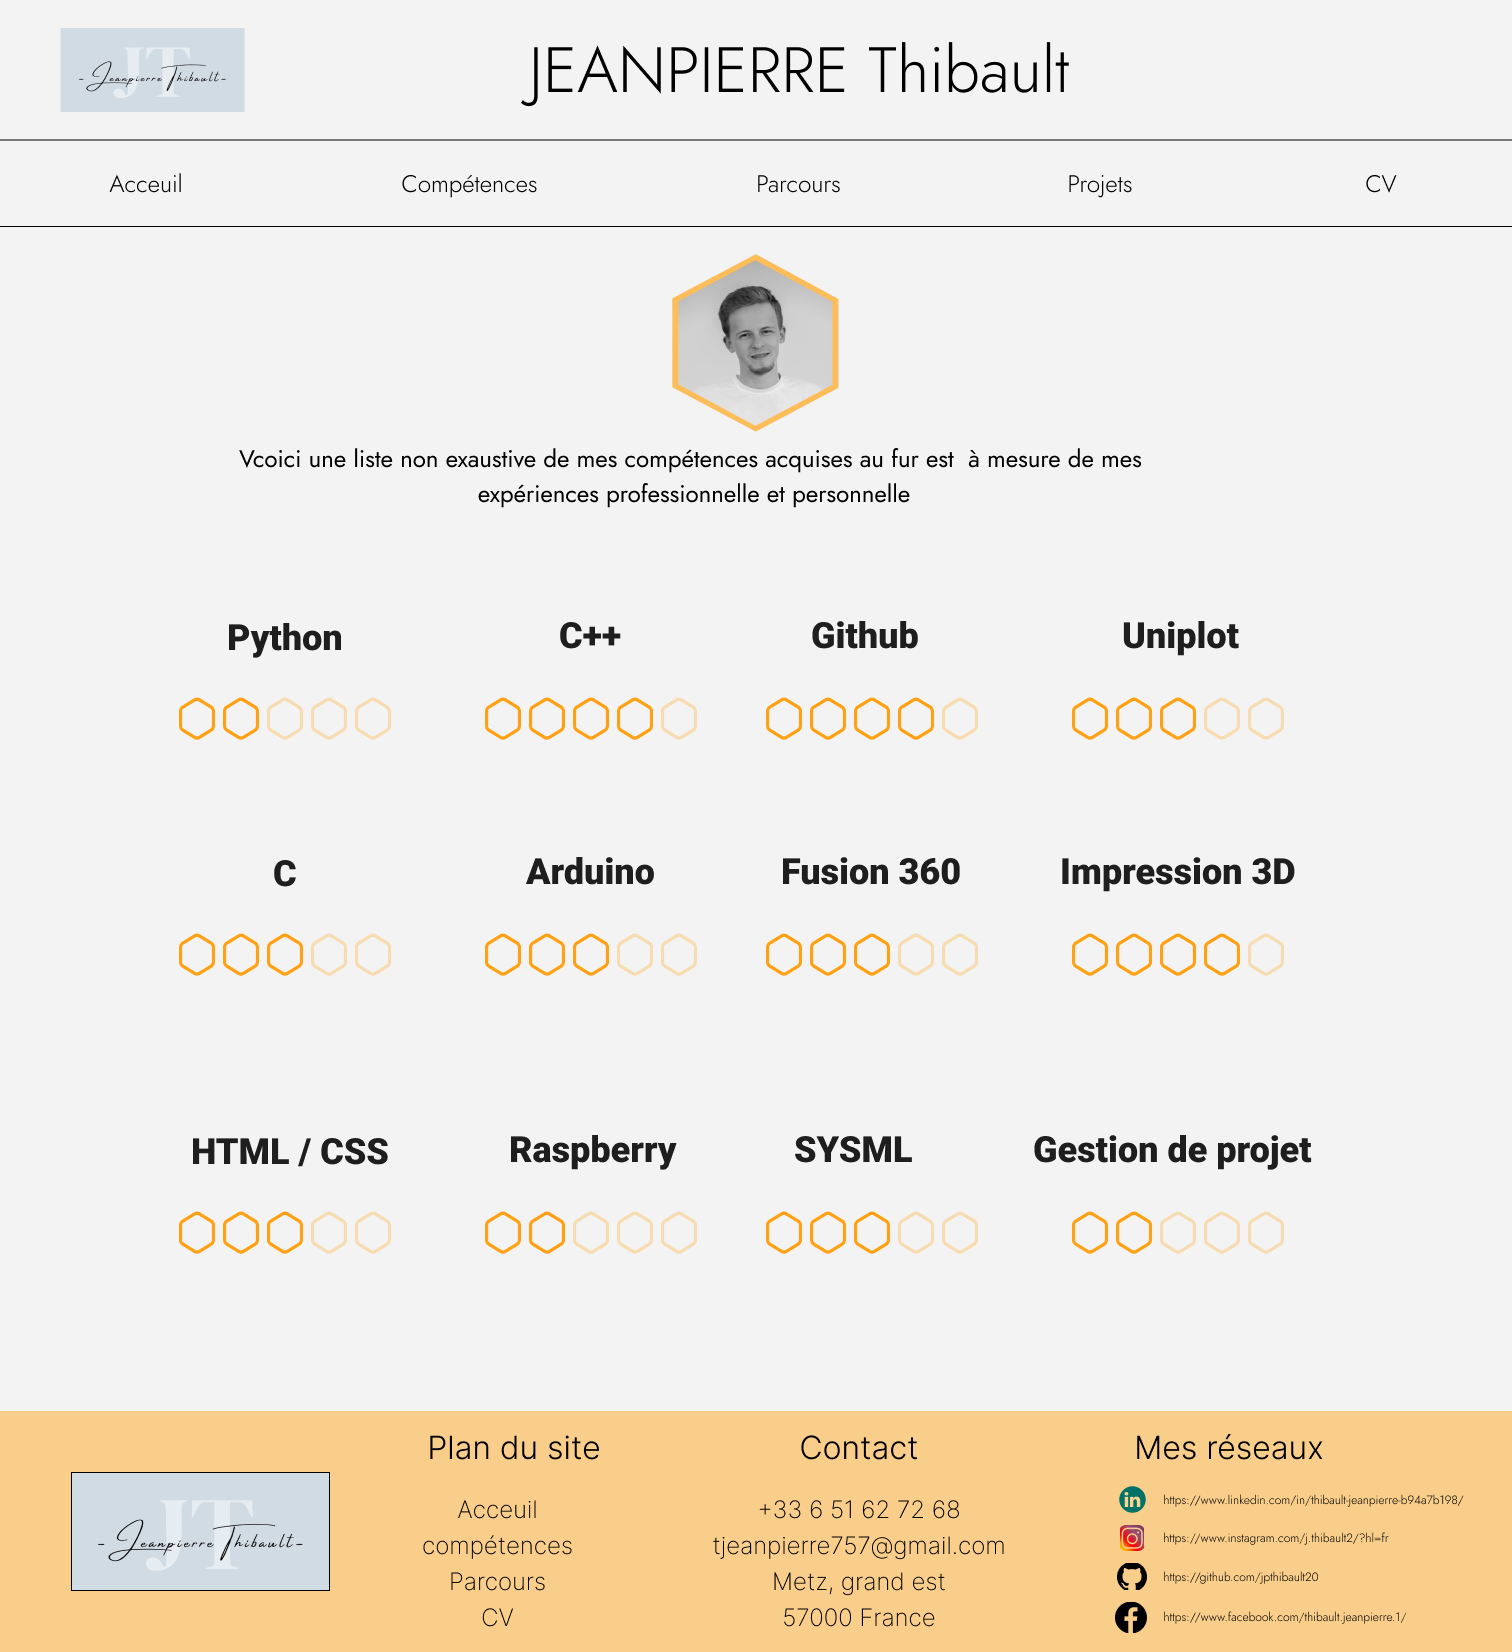 JT
- Jeanpierre Thibault -
JEANPIERRE Thibault
Acceuil
Compétences
Parcours
Projets
CV
Vcoici une liste non exaustive de mes compétences acquises au fur est à mesure de mes
expériences professionnelle et personnelle
Python
C++
Github
Uniplot
C
Arduino
Fusion 360
Impression 3D
HTML / CSS
Raspberry
SYSML
Gestion de projet
JT
- Jeanpierre Thibault -
Plan du site
Acceuil
compétences
Parcours
CV
Contact
+33 6 51 62 72 68
tjeanpierre757@gmail.com
Metz, grand est
57000 France
Mes réseaux
in
https://www.linkedin.com/in/thibault-jeanpierre-b94a7b198/
https://www.instagram.com/j.thibault2/?hl=fr
https://github.com/jpthibault20
https://www.facebook.com/thibault.jeanpierre.1/